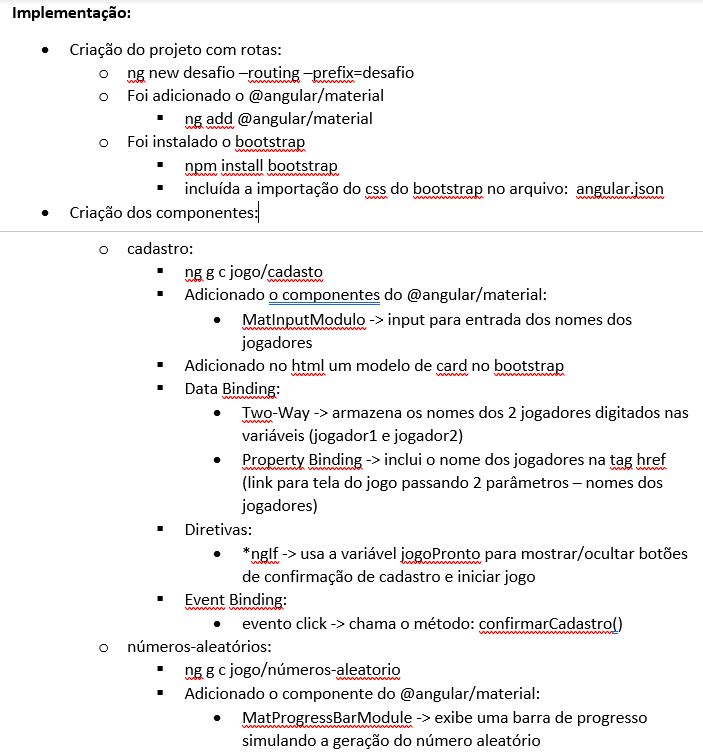 Implementação:
• Criação do projeto com rotas:
o ng new desafio –routing –prefix=desafio
o Foi adicionado o @angular/material
▪ ng add @angular/material
o Foi instalado o bootstrap
▪ npm install bootstrap
▪ incluída a importação do css do bootstrap no arquivo: angular.json
• Criação dos componentes:
o cadastro:
▪ ng g c jogo/cadasto
▪ Adicionado o componentes do @angular/material:
• MatInputModulo -> input para entrada dos nomes dos
jogadores
▪ Adicionado no html um modelo de card no bootstrap
▪ Data Binding:
• Two-Way -> armazena os nomes dos 2 jogadores digitados nas
variáveis (jogador1 e jogador2)
• Property Binding -> inclui o nome dos jogadores na tag href
(link para tela do jogo passando 2 parâmetros – nomes dos
jogadores)
▪ Diretivas:
• *ngIf -> usa a variável jogoPronto para mostrar/ocultar botões
de confirmação de cadastro e iniciar jogo
▪ Event Binding:
• evento click -> chama o método: confirmarCadastro()
o números-aleatórios:
▪ ng g c jogo/números-aleatorio
▪ Adicionado o componente do @angular/material:
• MatProgressBarModule -> exibe uma barra de progresso
simulando a geração do número aleatório